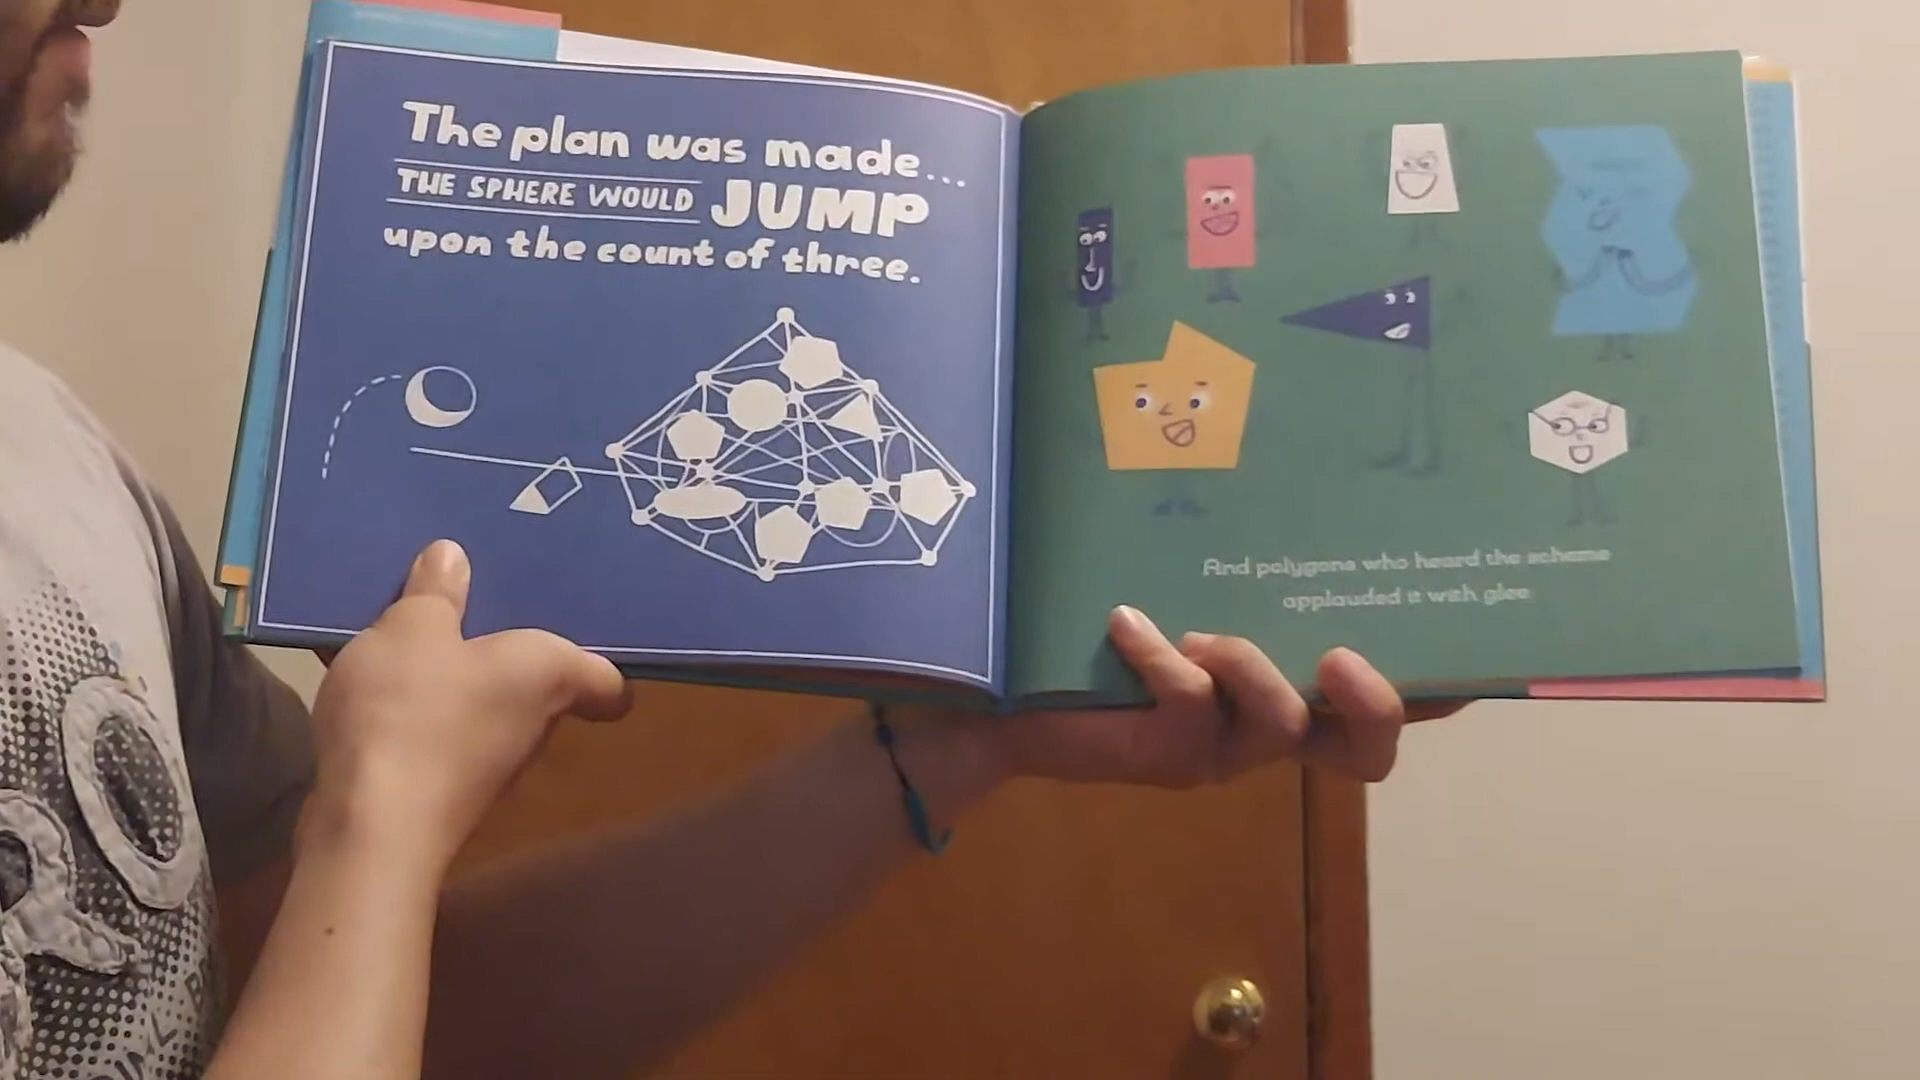 The plan was made...
THE SPHERE WOULD JUMP
upon the count of three.
And polygons who heard the scheme
applauded it with glee